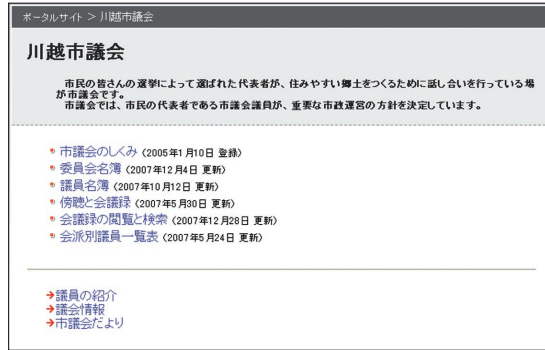 ポータルサイト > 川越市議会
川越市議会
市民の皆さんの選挙によって選ばれた代表者が、住みやすい郷土をつくるために話し合いを行っている場
が市議会です。
市議会では、市民の代表者である市議会議員が、重要な市政運営の方針を決定しています。
市議会のしくみ (2005年1月10日 登録)
委員会名簿 (2007年12月4日 更新)
議員名簿 (2007年10月12日 更新)
傍聴と会議録 (2007年5月30日 更新)
会議録の閲覧と検索 (2007年12月28日 更新)
会派別議員一覧表 (2007年5月24日 更新)
→議員の紹介
→議会情報
→市議会だより